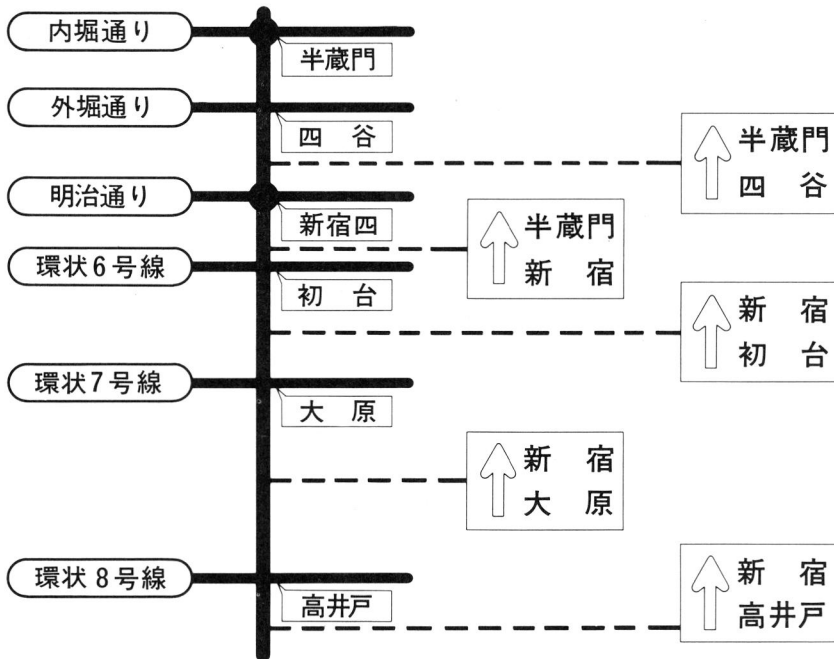 内堀通り
半蔵門
外堀通り
四谷
半蔵門
四谷
明治通り
新宿四
半蔵門
新宿
環状6号線
初台
新宿
初台
環状7号線
大原
新宿
大原
環状8号線
高井戸
新宿
高井戸